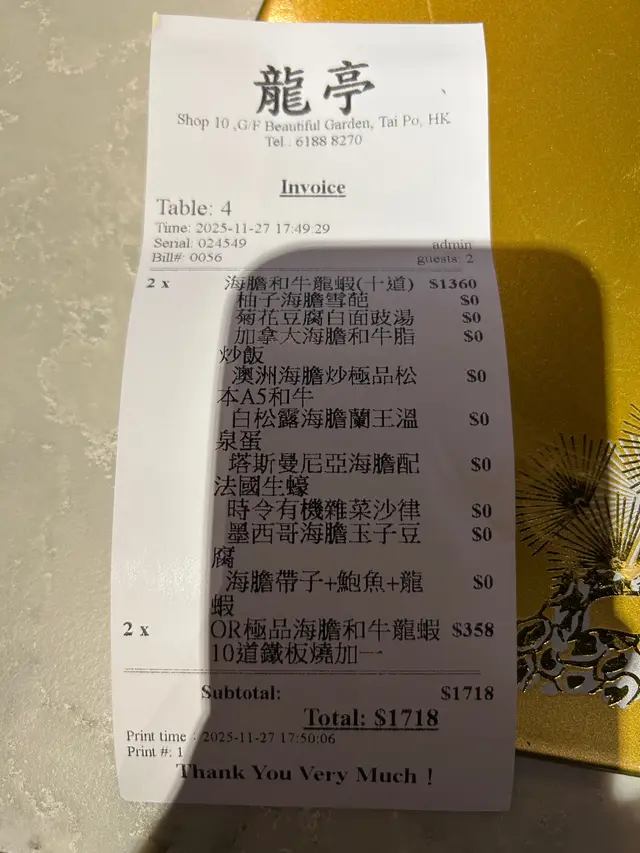 龍亭
Shop 10 ,G/F Beautiful Garden, Tai Po, HK
Tel.: 6188 8270
Invoice
Table: 4
Time: 2025-11-27 17:49:29
Serial: 024549 admin
Bill#: 0056 guests: 2
2 x 海膽和牛龍蝦(十道) $1360
柚子海膽雪葩 $0
菊花豆腐白面豉湯 $0
加拿大海膽和牛脂 $0
炒飯
澳洲海膽炒極品松 $0
本A5和牛
白松露海膽蘭王溫 $0
泉蛋
塔斯曼尼亞海膽配 $0
法國生蠔
時令有機雜菜沙律 $0
墨西哥海膽玉子豆 $0
腐
海膽帶子+鮑魚+龍 $0
蝦
2 x OR極品海膽和牛龍蝦 $358
10道鐵板燒加一
Subtotal: $1718
Total: $1718
Print time : 2025-11-27 17:50:06
Print #: 1
Thank You Very Much !